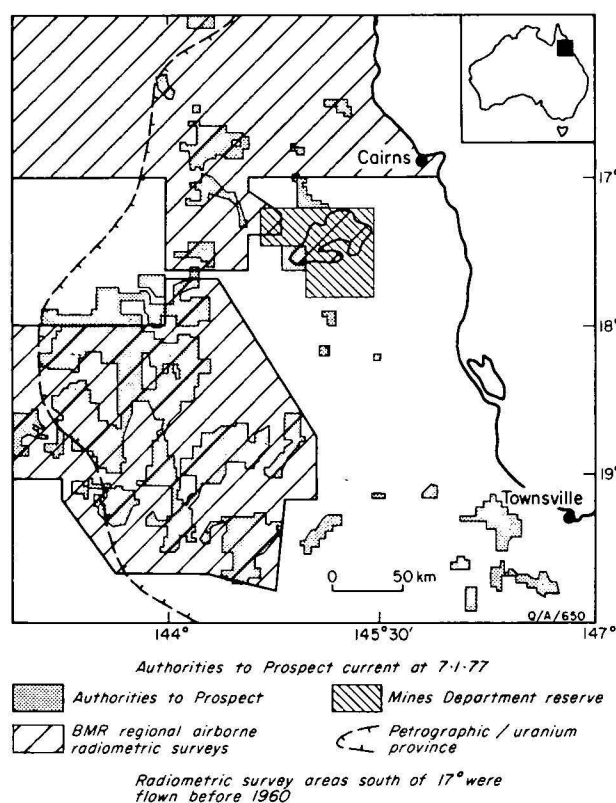 Cairns
17°
18°
19°
Townsville
0 50 km
Q/A/650
144° 145°30' 147°
Authorities to Prospect current at 7·1·77
Authorities to Prospect
Mines Department reserve
BMR regional airborne
radiometric surveys
Petrographic / uranium
province
Radiometric survey areas south of 17° were
flown before 1960